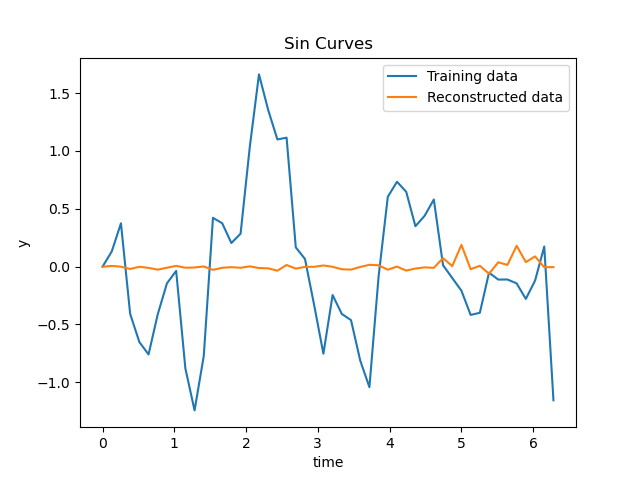 Sin Curves
Training data
Reconstructed data
1.5
1.0
0.5
0.0
−0.5
−1.0
y
0 1 2 3 4 5 6
time